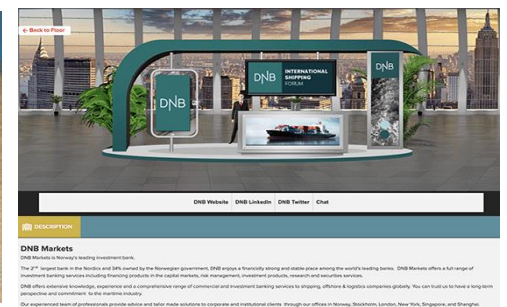 ← Back to Floor
DNB
DNB INTERNATIONAL
SHIPPING
FORUM
DNB
DNB Website DNB LinkedIn DNB Twitter Chat
DESCRIPTION
DNB Markets
DNB Markets is Norway's leading investment bank.
The 2nd largest bank in the Nordics and 34% owned by the Norwegian government, DNB enjoys a financially strong and stable place among the world's leading banks. DNB Markets offers a full range of
investment banking services including financing products in the capital markets, risk management, investment products, research and securities services.
DNB offers extensive knowledge, experience and a comprehensive range of commercial and investment banking services to shipping, offshore & logistics companies globally. You can trust us to have a long-term
perspective and commitment to the maritime industry.
Our experienced team of professionals provide advice and tailor made solutions to corporate and institutional clients through our offices in Norway, Stockholm, London, New York, Singapore, and Shanghai.